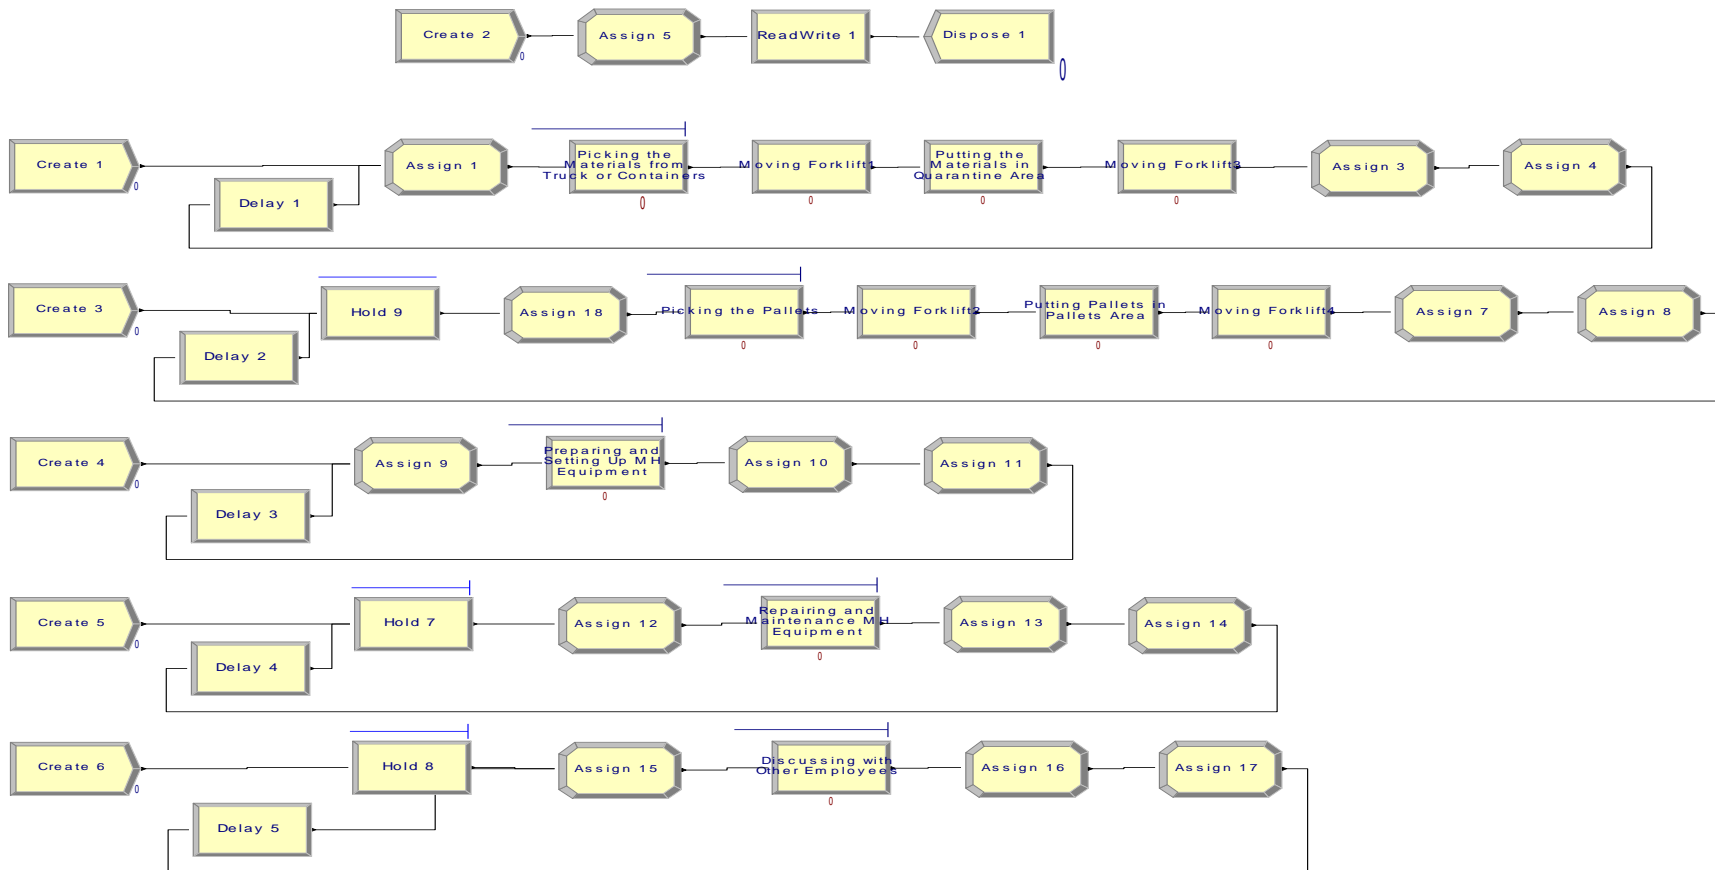 Create 2
Assign 5
ReadWrite 1
Dispose 1
0
0
Create 1
0
Delay 1
Assign 1
Picking the
Materials from
Truck or Containers
0
Moving Forklift1
0
Putting the
Materials in
Quarantine Area
0
Moving Forklift3
0
Assign 3
Assign 4
Create 3
0
Delay 2
Hold 9
Assign 18
Picking the Pallets
0
Moving Forklift2
0
Putting Pallets in
Pallets Area
0
Moving Forklift4
0
Assign 7
Assign 8
Create 4
0
Delay 3
Assign 9
Preparing and
Setting Up MH
Equipment
0
Assign 10
Assign 11
Create 5
0
Delay 4
Hold 7
Assign 12
Repairing and
Maintenance MH
Equipment
0
Assign 13
Assign 14
Create 6
0
Delay 5
Hold 8
Assign 15
Discussing with
Other Employees
0
Assign 16
Assign 17